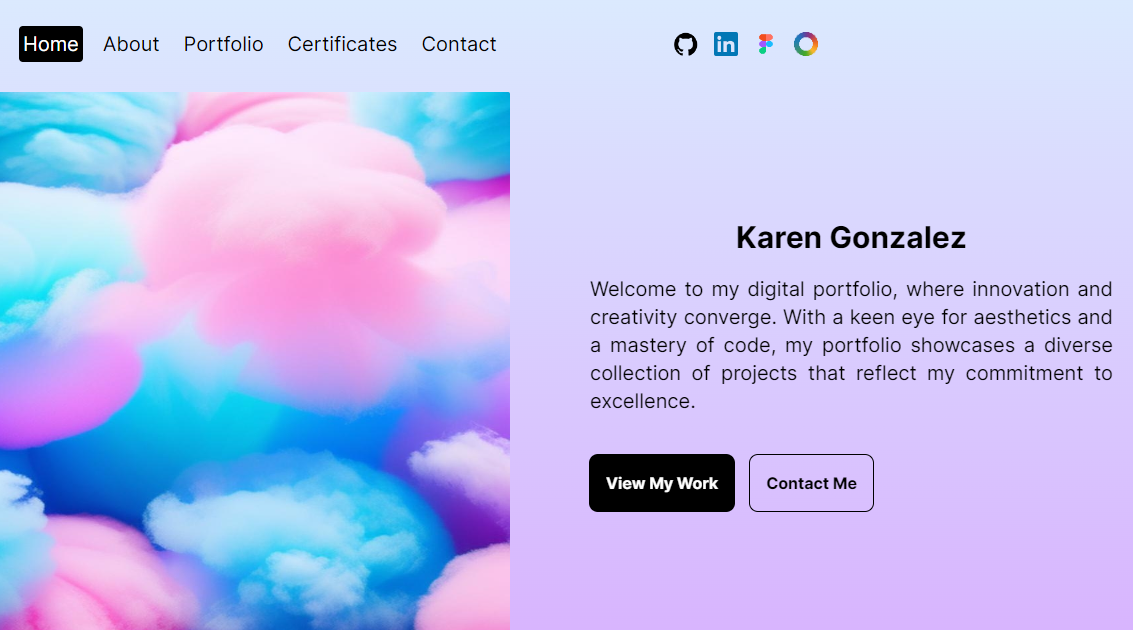 Home About Portfolio Certificates Contact
in
Karen Gonzalez
Welcome to my digital portfolio, where innovation and
creativity converge. With a keen eye for aesthetics and
a mastery of code, my portfolio showcases a diverse
collection of projects that reflect my commitment to
excellence.
View My Work Contact Me